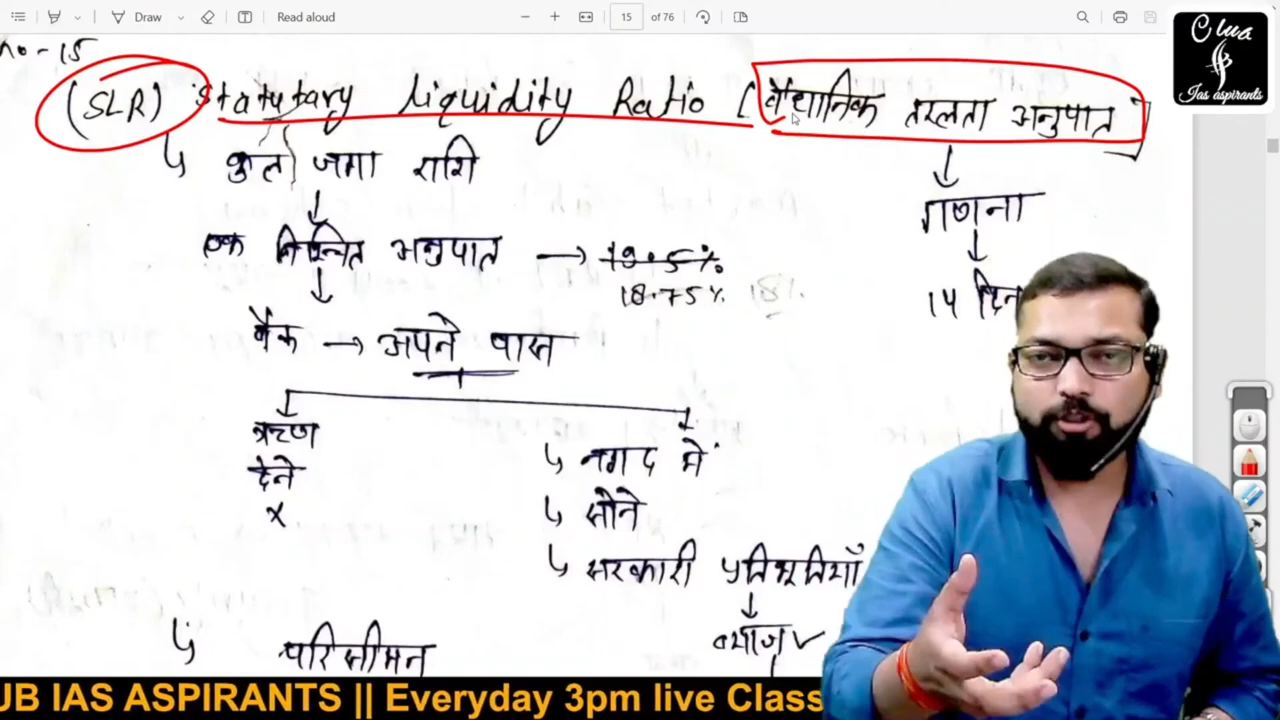 Draw
Read aloud
15 of 76
no - 15
Clua
Ias aspirants
(SLR) Statutary liquidity Ratio [वैधानिक तरलता अनुपात]
कुल जमा राशि
गणना
एक निश्चित अनुपात → 19.5%
18.75% 18%
14 दिन
बैंक → अपने पास
ऋण
देने
x
नगद में
सोने
सरकारी प्रतिभूतियाँ
ब्याज ✓
परिसीमन
UB IAS ASPIRANTS || Everyday 3pm live Class